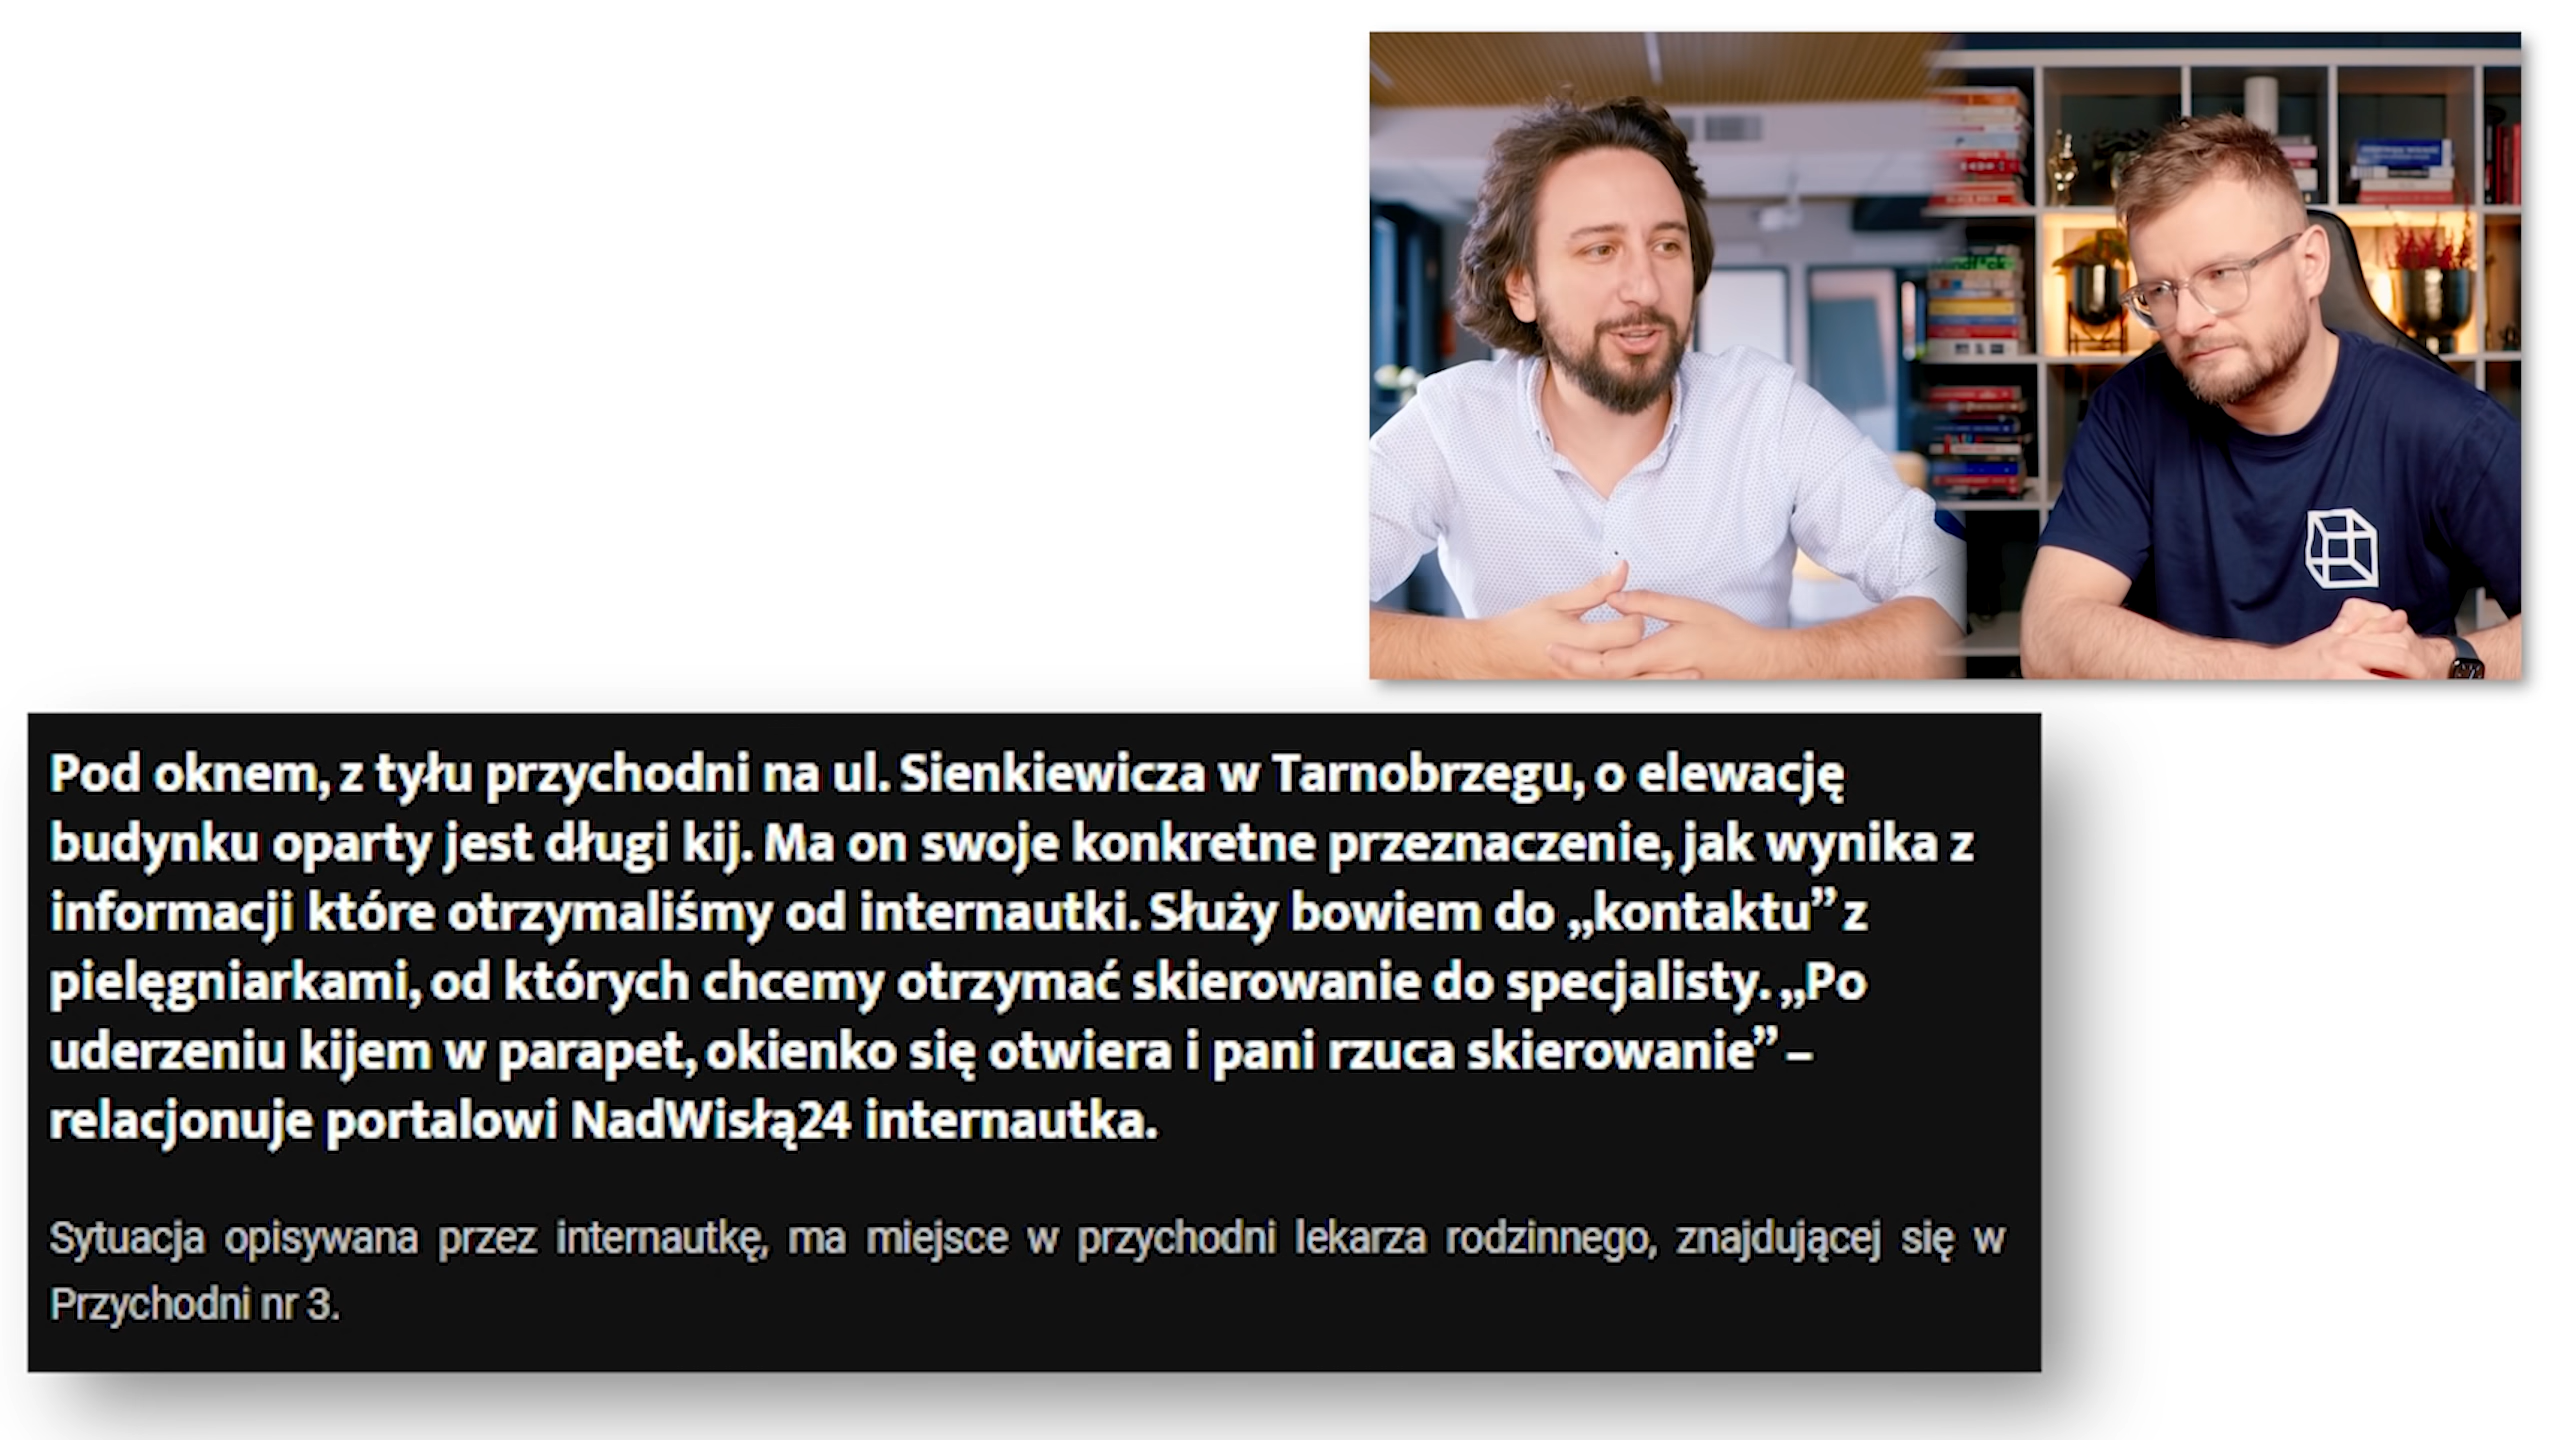 Pod oknem, z tyłu przychodni na ul. Sienkiewicza w Tarnobrzegu, o elewację
budynku oparty jest długi kij. Ma on swoje konkretne przeznaczenie, jak wynika z
informacji które otrzymaliśmy od internautki. Służy bowiem do „kontaktu” z
pielęgniarkami, od których chcemy otrzymać skierowanie do specjalisty. „Po
uderzeniu kijem w parapet, okienko się otwiera i pani rzuca skierowanie” –
relacjonuje portalowi NadWisłą24 internautka.
Sytuacja opisywana przez internautkę, ma miejsce w przychodni lekarza rodzinnego, znajdującej się w
Przychodni nr 3.